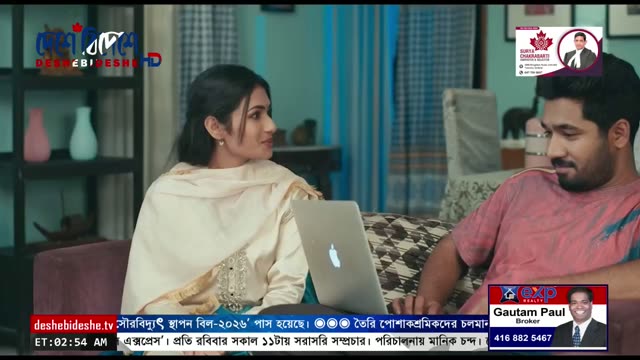 দেশে বিদেশে
DESHEBIDESHE HD
SURYA
CHAKRABARTI
647
exp
REALTY
Gautam Paul
Broker
416 882 5467
deshebideshe.tv
সৌরবিদ্যুৎ স্থাপন বিল-২০২৬’ পাস হয়েছে। ●●● তৈরি পোশাকশ্রমিকদের চলমান
ET:02:54 AM
এক্সপ্রেস’। প্রতি রবিবার সকাল ১১টায় সরাসরি সম্প্রচার। পরিচালনায় মানিক চন্দ।